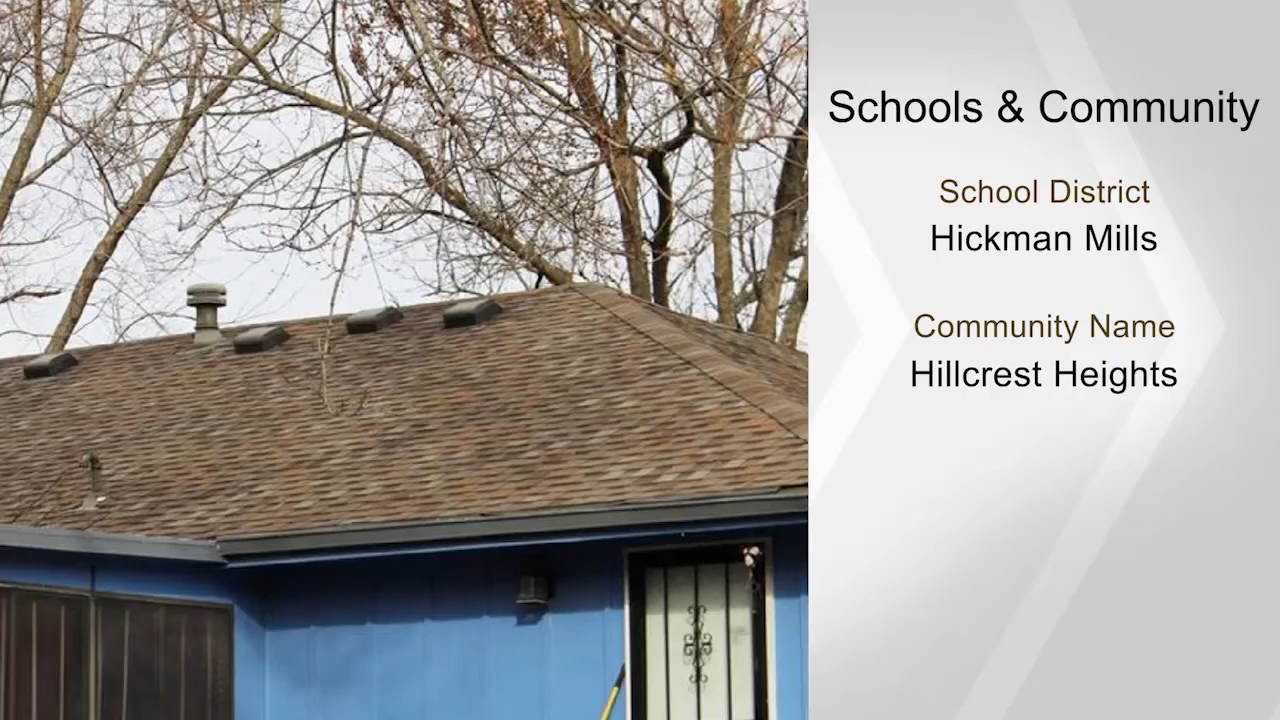 Schools & Community
School District
Hickman Mills
Community Name
Hillcrest Heights